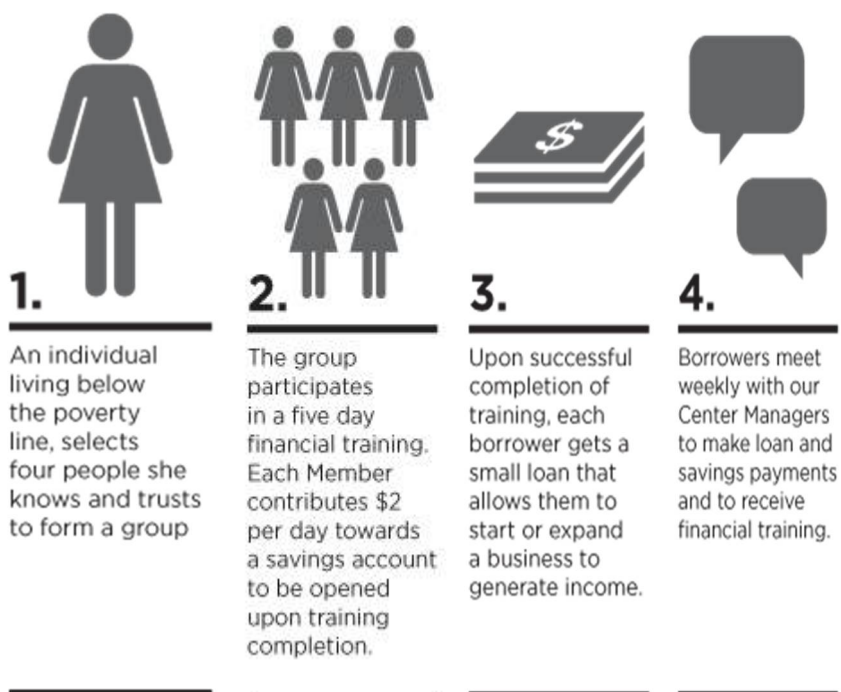 $
1.
An individual
living below
the poverty
line, selects
four people she
knows and trusts
to form a group
2.
The group
participates
in a five day
financial training.
Each Member
contributes $2
per day towards
a savings account
to be opened
upon training
completion.
3.
Upon successful
completion of
training, each
borrower gets a
small loan that
allows them to
start or expand
a business to
generate income.
4.
Borrowers meet
weekly with our
Center Managers
to make loan and
savings payments
and to receive
financial training.